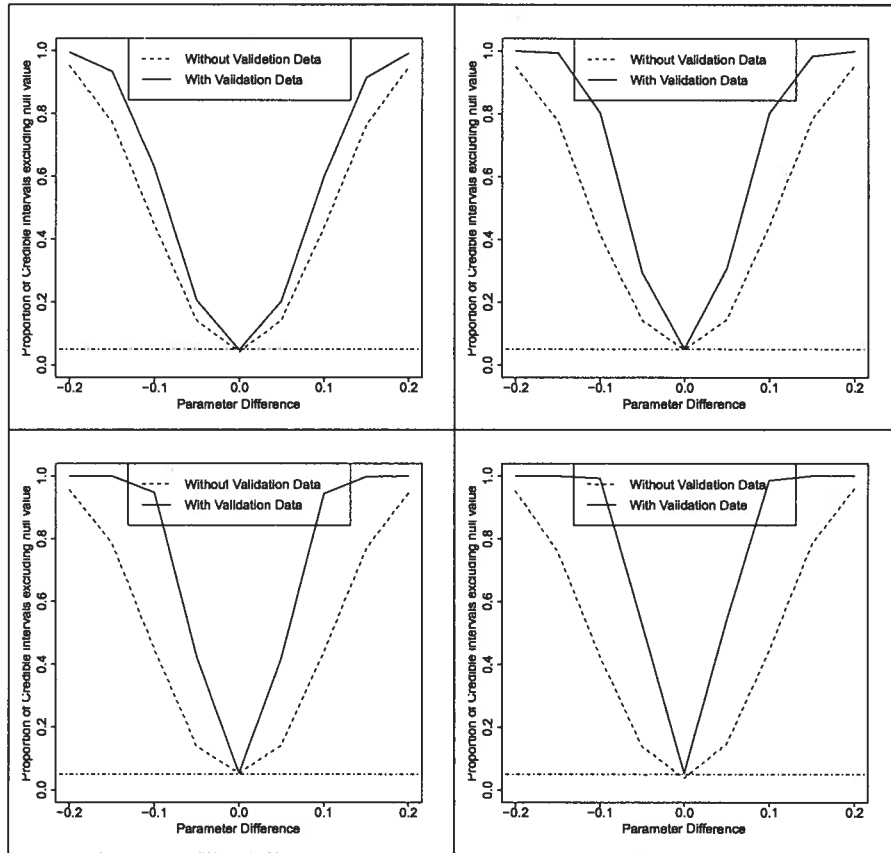 Proportion of Credible intervals excluding null value
1.0
0.8
0.6
0.4
0.2
0.0
Without Validation Data
With Validation Data
−0.2 −0.1 0.0 0.1 0.2
Parameter Difference
Proportion of Credible intervals excluding null value
1.0
0.8
0.6
0.4
0.2
0.0
Without Validation Data
With Validation Data
−0.2 −0.1 0.0 0.1 0.2
Parameter Difference
Proportion of Credible intervals excluding null value
1.0
0.8
0.6
0.4
0.2
0.0
Without Validation Data
With Validation Data
−0.2 −0.1 0.0 0.1 0.2
Parameter Difference
Proportion of Credible intervals excluding null value
1.0
0.8
0.6
0.4
0.2
0.0
Without Validation Data
With Validation Data
−0.2 −0.1 0.0 0.1 0.2
Parameter Difference